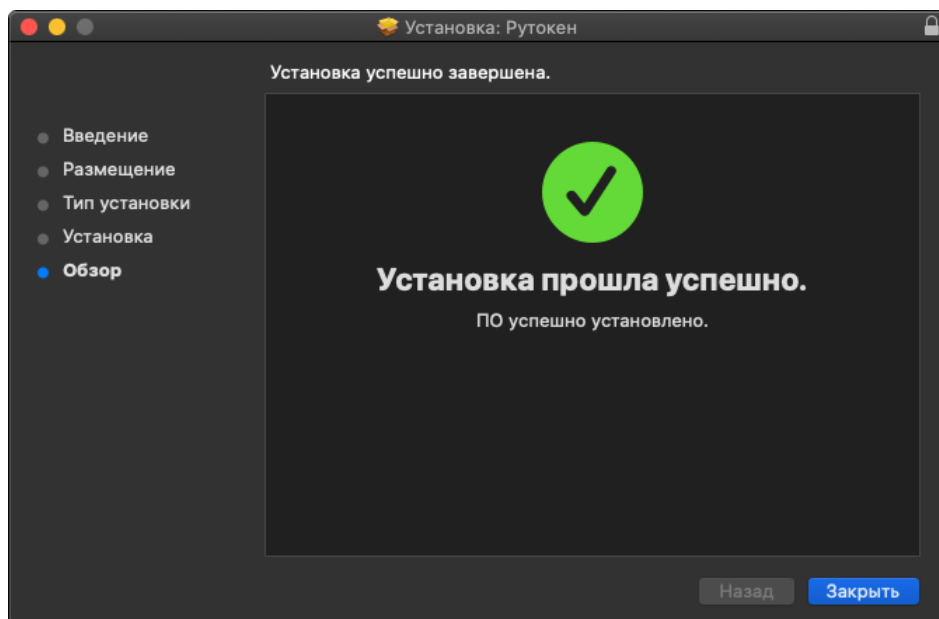 Установка: Рутокен
Установка успешно завершена.
Введение
Размещение
Тип установки
Установка
Обзор
Установка прошла успешно.
ПО успешно установлено.
Назад
Закрыть